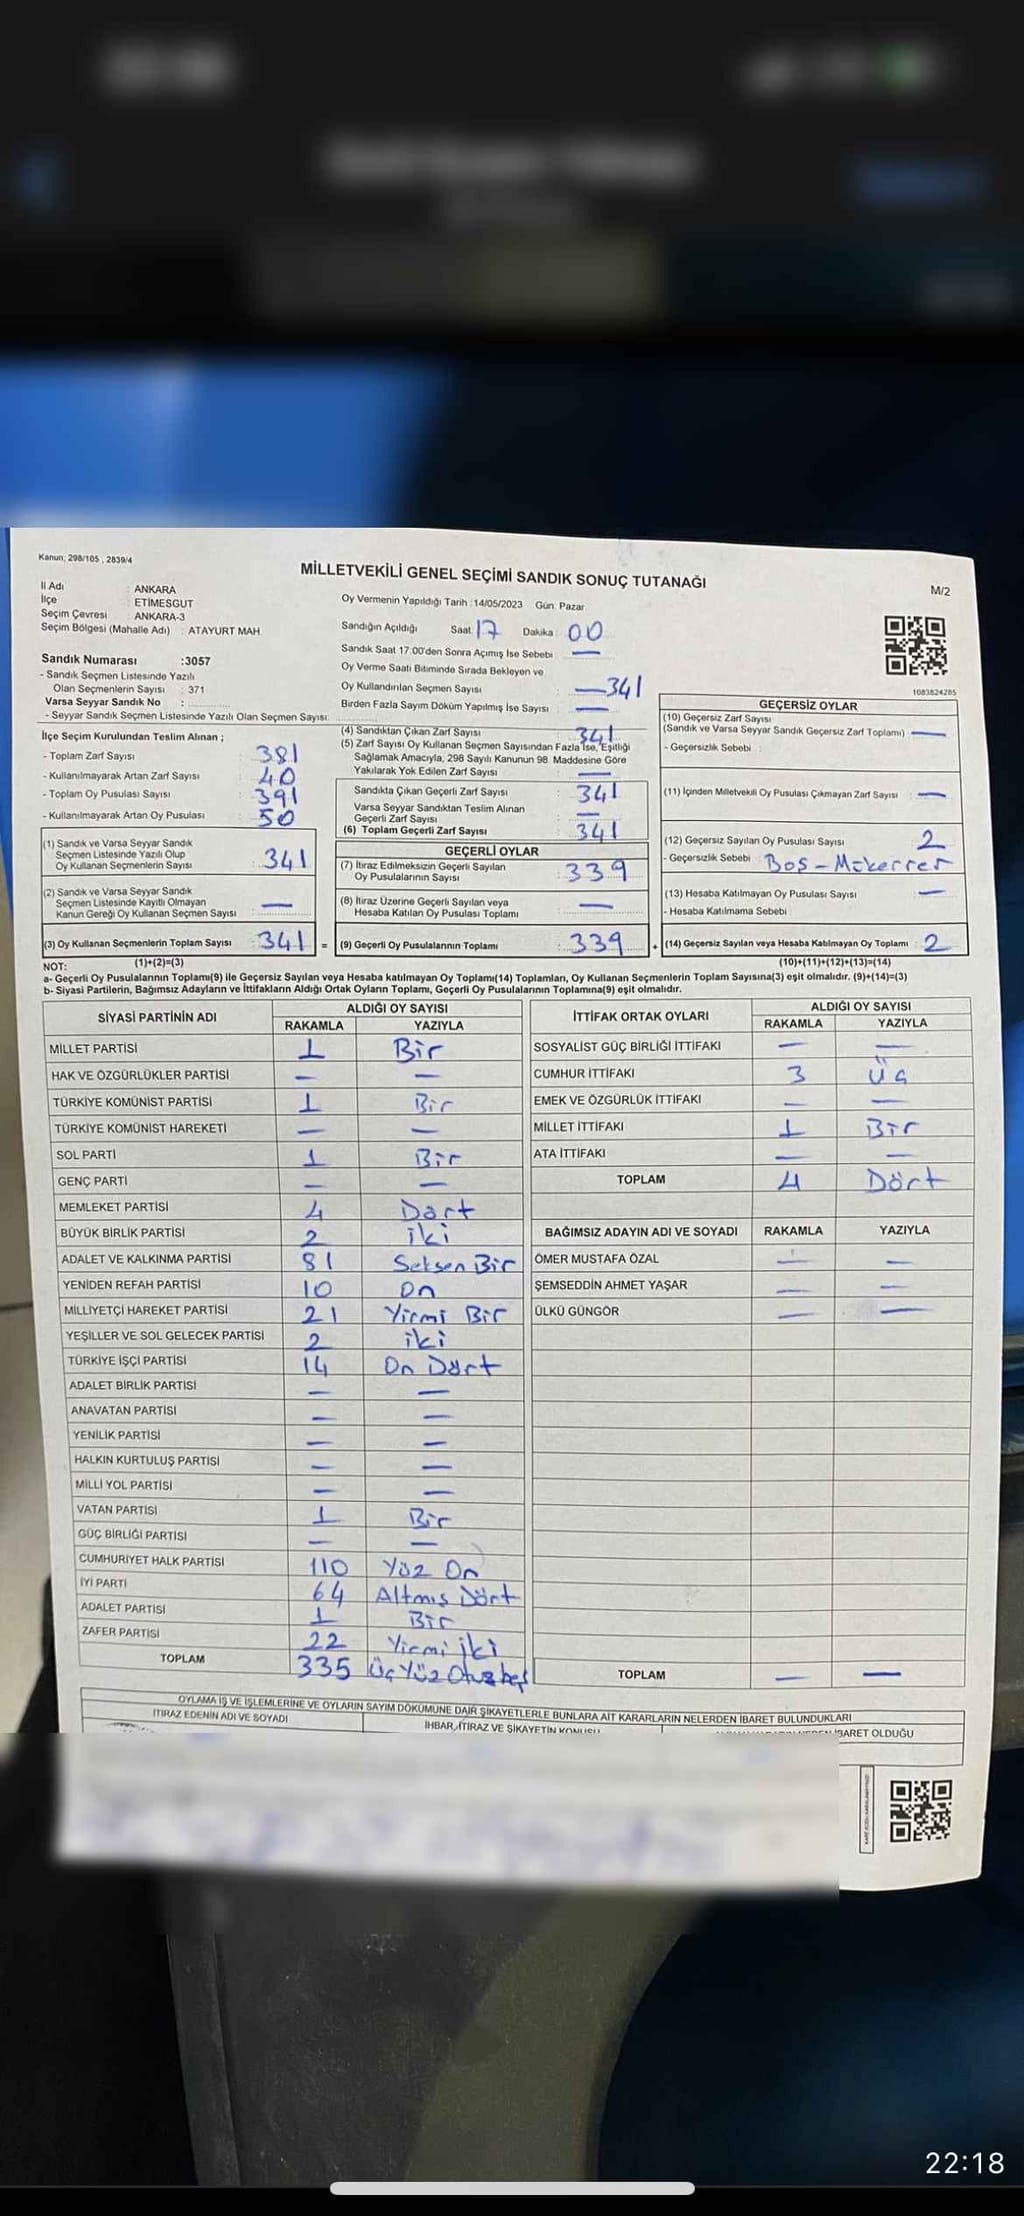 Kanun; 298/105 , 2839/4
MİLLETVEKİLİ GENEL SEÇİMİ SANDIK SONUÇ TUTANAĞI
M/2
İl Adı : ANKARA
İlçe : ETİMESGUT
Seçim Çevresi : ANKARA-3
Seçim Bölgesi (Mahalle Adı) : ATAYURT MAH.
Sandık Numarası :3057
- Sandık Seçmen Listesinde Yazılı
Olan Seçmenlerin Sayısı : 371
Varsa Seyyar Sandık No :
- Seyyar Sandık Seçmen Listesinde Yazılı Olan Seçmen Sayısı:
İlçe Seçim Kurulundan Teslim Alınan ;
- Toplam Zarf Sayısı : 381
- Kullanılmayarak Artan Zarf Sayısı : 40
- Toplam Oy Pusulası Sayısı : 391
- Kullanılmayarak Artan Oy Pusulası : 50
(1) Sandık ve Varsa Seyyar Sandık
Seçmen Listesinde Yazılı Olup
Oy Kullanan Seçmenlerin Sayısı : 341
(2) Sandık ve Varsa Seyyar Sandık
Seçmen Listesinde Kayıtlı Olmayan
Kanun Gereği Oy Kullanan Seçmen Sayısı : —
(3) Oy Kullanan Seçmenlerin Toplam Sayısı : 341 =
(1)+(2)=(3)
Oy Vermenin Yapıldığı Tarih :14/05/2023 Gün: Pazar
Sandığın Açıldığı Saat: 17 Dakika: 00
Sandık Saat 17.00'den Sonra Açımış İse Sebebi : —
Oy Verme Saati Bitiminde Sırada Bekleyen ve
Oy Kullandırılan Seçmen Sayısı : —341
Birden Fazla Sayım Döküm Yapılmış İse Sayısı : —
(4) Sandıktan Çıkan Zarf Sayısı : 341
(5) Zarf Sayısı Oy Kullanan Seçmen Sayısından Fazla İse, Eşitliği
Sağlamak Amacıyla, 298 Sayılı Kanunun 98. Maddesine Göre
Yakılarak Yok Edilen Zarf Sayısı : —
Sandıkta Çıkan Geçerli Zarf Sayısı : 341
Varsa Seyyar Sandıktan Teslim Alınan
Geçerli Zarf Sayısı : —
(6) Toplam Geçerli Zarf Sayısı : 341
GEÇERLİ OYLAR
(7) İtiraz Edilmeksizin Geçerli Sayılan
Oy Pusulalarının Sayısı : 339
(8) İtiraz Üzerine Geçerli Sayılan veya
Hesaba Katılan Oy Pusulası Toplamı : —
(9) Geçerli Oy Pusulalarının Toplamı : 339 +
1083824285
GEÇERSİZ OYLAR
(10) Geçersiz Zarf Sayısı
(Sandık ve Varsa Seyyar Sandık Geçersiz Zarf Toplamı) : —
- Geçersizlik Sebebi :
(11) İçinden Milletvekili Oy Pusulası Çıkmayan Zarf Sayısı : —
(12) Geçersiz Sayılan Oy Pusulası Sayısı : 2
- Geçersizlik Sebebi : Boş – Mükerrer
(13) Hesaba Katılmayan Oy Pusulası Sayısı : —
- Hesaba Katılmama Sebebi :
(14) Geçersiz Sayılan veya Hesaba Katılmayan Oy Toplamı : 2
(10)+(11)+(12)+(13)=(14)
NOT:
a- Geçerli Oy Pusulalarının Toplamı(9) ile Geçersiz Sayılan veya Hesaba katılmayan Oy Toplamı(14) Toplamları, Oy Kullanan Seçmenlerin Toplam Sayısına(3) eşit olmalıdır. (9)+(14)=(3)
b- Siyasi Partilerin, Bağımsız Adayların ve İttifakların Aldığı Ortak Oyların Toplamı, Geçerli Oy Pusulalarının Toplamına(9) eşit olmalıdır.
SİYASİ PARTİNİN ADI
ALDIĞI OY SAYISI
RAKAMLA YAZIYLA
MİLLET PARTİSİ 1 Bir
HAK VE ÖZGÜRLÜKLER PARTİSİ — —
TÜRKİYE KOMÜNİST PARTİSİ 1 Bir
TÜRKİYE KOMÜNİST HAREKETİ — —
SOL PARTİ 1 Bir
GENÇ PARTİ — —
MEMLEKET PARTİSİ 4 Dört
BÜYÜK BİRLİK PARTİSİ 2 iki
ADALET VE KALKINMA PARTİSİ 81 Seksen Bir
YENİDEN REFAH PARTİSİ 10 On
MİLLİYETÇİ HAREKET PARTİSİ 21 Yirmi Bir
YEŞİLLER VE SOL GELECEK PARTİSİ 2 iki
TÜRKİYE İŞÇİ PARTİSİ 14 On Dört
ADALET BİRLİK PARTİSİ — —
ANAVATAN PARTİSİ — —
YENİLİK PARTİSİ — —
HALKIN KURTULUŞ PARTİSİ — —
MİLLİ YOL PARTİSİ — —
VATAN PARTİSİ 1 Bir
GÜÇ BİRLİĞİ PARTİSİ — —
CUMHURİYET HALK PARTİSİ 110 Yüz On
İYİ PARTİ 64 Altmış Dört
ADALET PARTİSİ 1 Bir
ZAFER PARTİSİ 22 Yirmi iki
TOPLAM 335 Üç Yüz Otuz beş
İTTİFAK ORTAK OYLARI
ALDIĞI OY SAYISI
RAKAMLA YAZIYLA
SOSYALİST GÜÇ BİRLİĞİ İTTİFAKI — —
CUMHUR İTTİFAKI 3 Üç
EMEK VE ÖZGÜRLÜK İTTİFAKI — —
MİLLET İTTİFAKI 1 Bir
ATA İTTİFAKI — —
TOPLAM 4 Dört
BAĞIMSIZ ADAYIN ADI VE SOYADI RAKAMLA YAZIYLA
ÖMER MUSTAFA ÖZAL — —
ŞEMSEDDİN AHMET YAŞAR — —
ÜLKÜ GÜNGÖR — —
TOPLAM — —
OYLAMA İŞ VE İŞLEMLERİNE VE OYLARIN SAYIM DÖKÜMÜNE DAİR ŞİKAYETLERLE BUNLARA AİT KARARLARIN NELERDEN İBARET BULUNDUKLARI
İTİRAZ EDENİN ADI VE SOYADI
İHBAR, İTİRAZ VE ŞİKAYETİN KONUSU
İBARET OLDUĞU
22:18